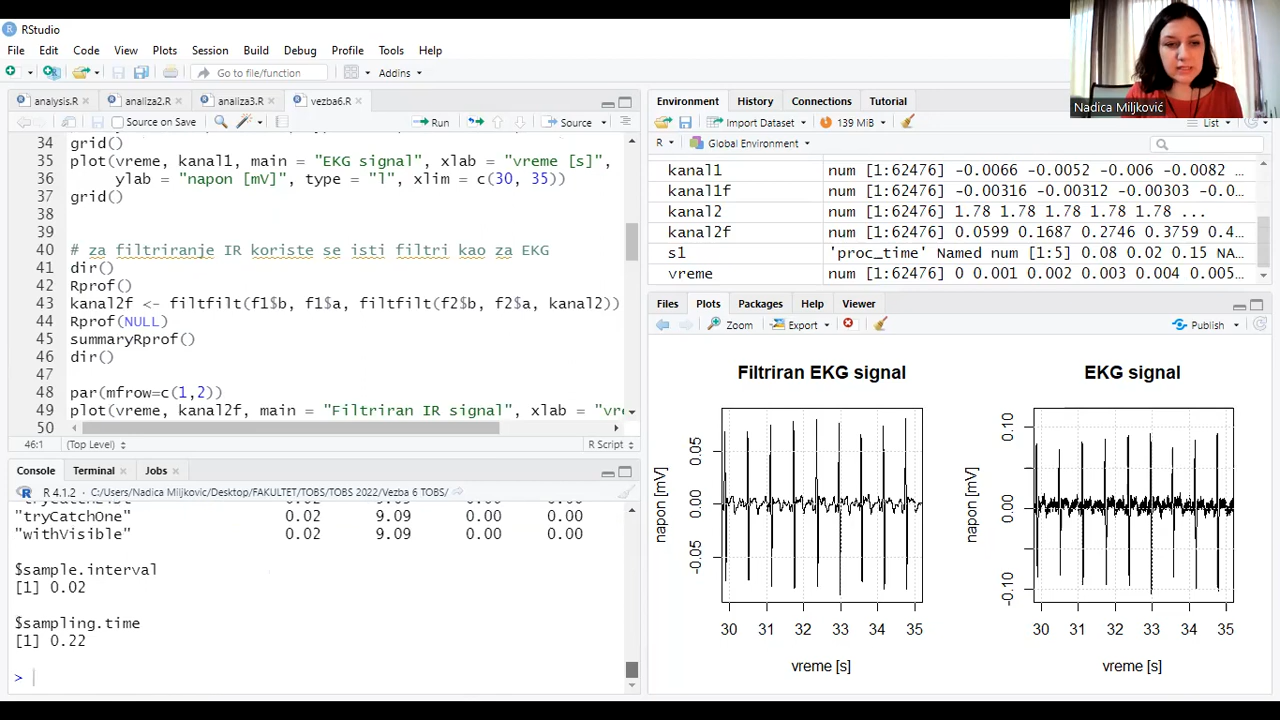 RStudio
File Edit Code View Plots Session Build Debug Profile Tools Help
Go to file/function Addins
Nadica Miljković
analysis.R analiza2.R analiza3.R vezba6.R
Source on Save Run Source
34 grid()
35 plot(vreme, kanal1, main = "EKG signal", xlab = "vreme [s]",
36 ylab = "napon [mV]", type = "l", xlim = c(30, 35))
37 grid()
38
39
40 # za filtriranje IR koriste se isti filtri kao za EKG
41 dir()
42 Rprof()
43 kanal2f <- filtfilt(f1$b, f1$a, filtfilt(f2$b, f2$a, kanal2))
44 Rprof(NULL)
45 summaryRprof()
46 dir()
47
48 par(mfrow=c(1,2))
49 plot(vreme, kanal2f, main = "Filtriran IR signal", xlab = "vre
50
46:1 (Top Level) R Script
Console Terminal Jobs
R 4.1.2 · C:/Users/Nadica Miljkovic/Desktop/FAKULTET/TOBS/TOBS 2022/Vezba 6 TOBS/
"tryCatchOne" 0.02 9.09 0.00 0.00
"withVisible" 0.02 9.09 0.00 0.00
$sample.interval
[1] 0.02
$sampling.time
[1] 0.22
>
Environment History Connections Tutorial
Import Dataset 139 MiB List
R Global Environment
kanal1 num [1:62476] -0.0066 -0.0052 -0.006 -0.0082 ...
kanal1f num [1:62476] -0.00316 -0.00312 -0.00303 -0.0...
kanal2 num [1:62476] 1.78 1.78 1.78 1.78 1.78 ...
kanal2f num [1:62476] 0.0599 0.1687 0.2746 0.3759 0.4...
s1 'proc_time' Named num [1:5] 0.08 0.02 0.15 NA...
vreme num [1:62476] 0 0.001 0.002 0.003 0.004 0.005...
Files Plots Packages Help Viewer
Zoom Export Publish
Filtriran EKG signal
napon [mV]
0.05
0.00
-0.05
30 31 32 33 34 35
vreme [s]
EKG signal
napon [mV]
0.10
0.00
-0.10
30 31 32 33 34 35
vreme [s]